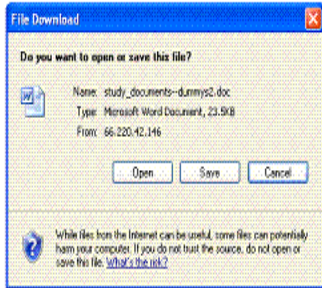 File Download
Do you want to open or save this file?
Name: study_documents--dummys2.doc
Type: Microsoft Word Document, 23.5KB
From: 66.220.42.146
Open Save Cancel
While files from the Internet can be useful, some files can potentially
harm your computer. If you do not trust the source, do not open or
save this file. What's the risk?